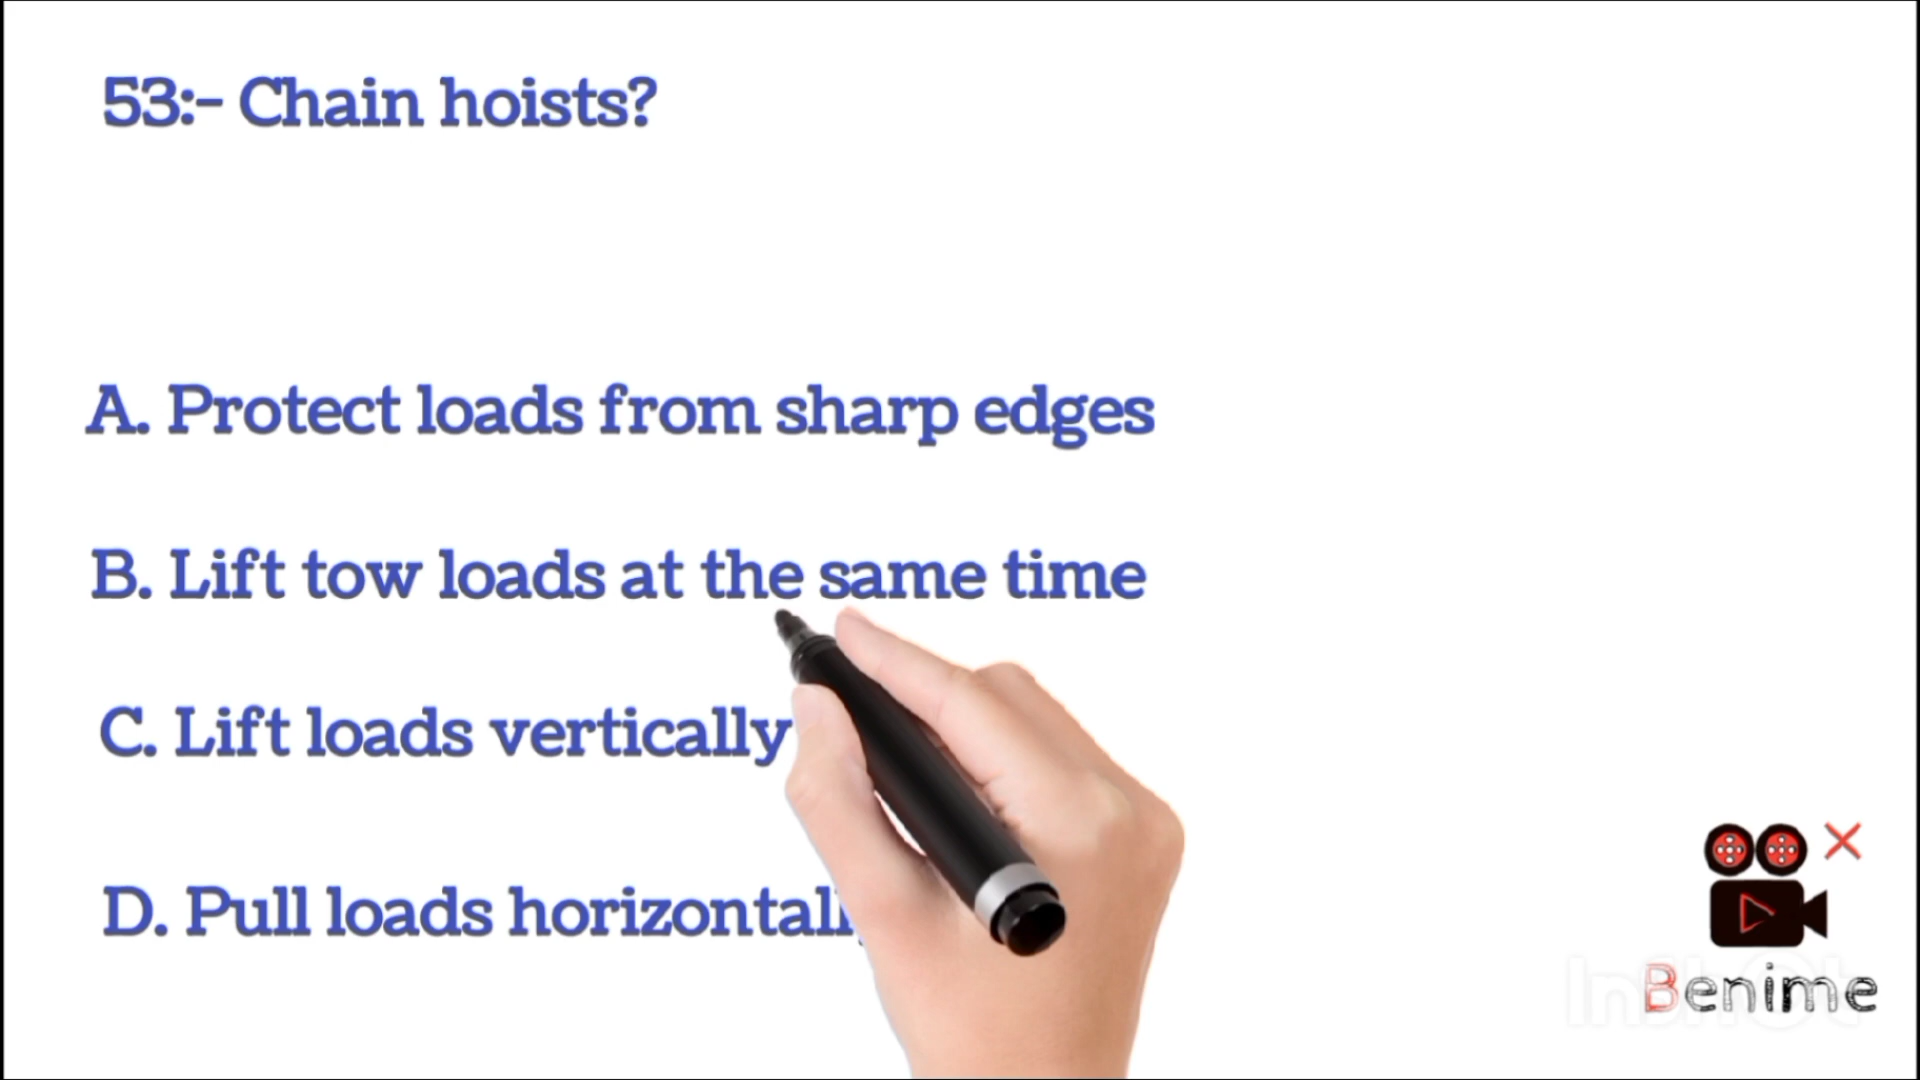 53:- Chain hoists?
A. Protect loads from sharp edges
B. Lift tow loads at the same time
C. Lift loads vertically
D. Pull loads
InShot
Benime